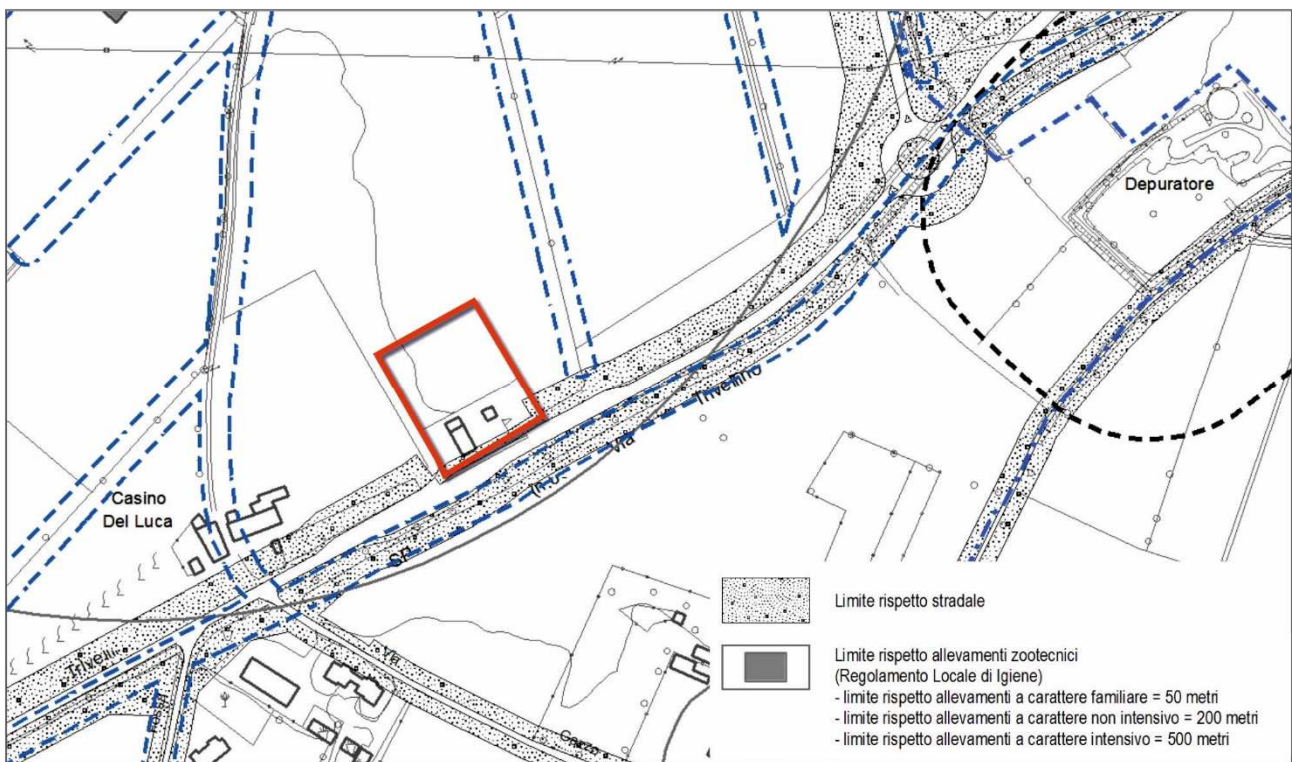 Depuratore
Casino
Del Luca
Via
Trivellino
SP
Trivelli
Via
Gazzo
Limite rispetto stradale
Limite rispetto allevamenti zootecnici
(Regolamento Locale di Igiene)
- limite rispetto allevamenti a carattere familiare = 50 metri
- limite rispetto allevamenti a carattere non intensivo = 200 metri
- limite rispetto allevamenti a carattere intensivo = 500 metri